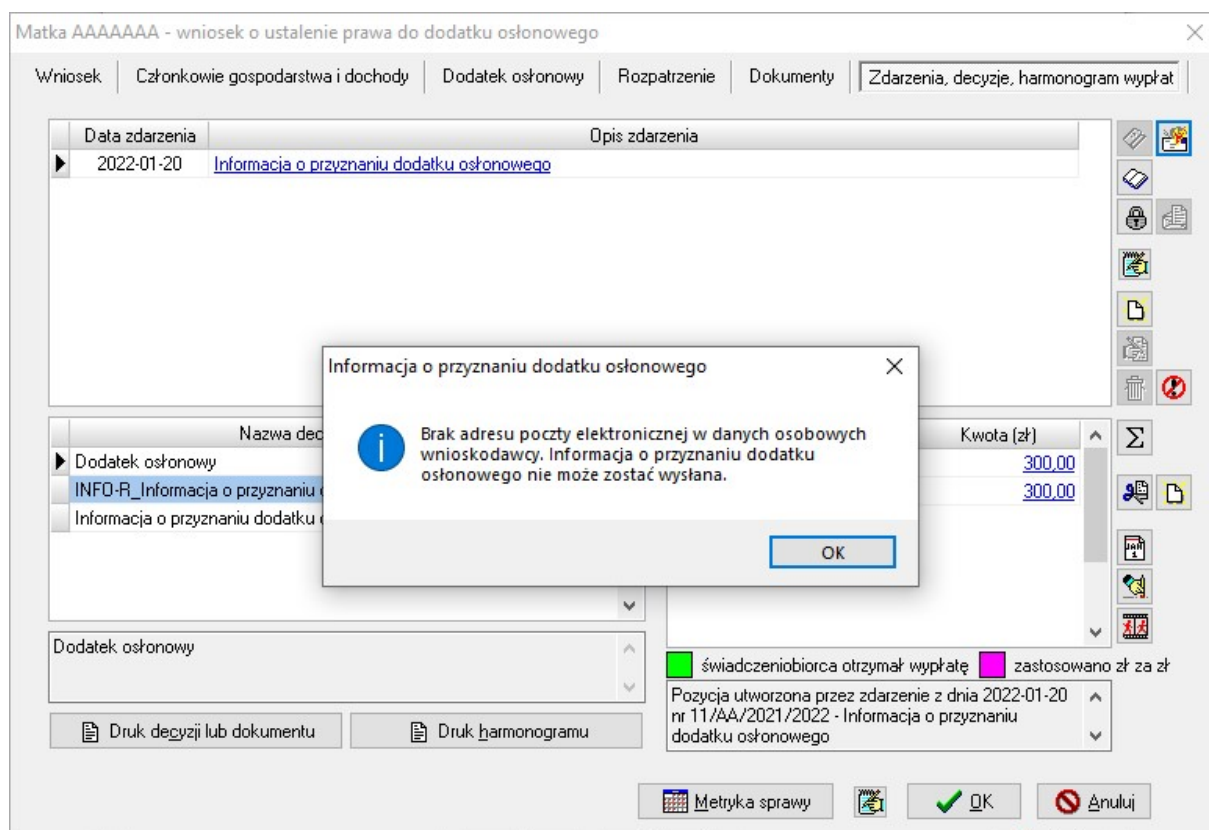 Matka AAAAAAA - wniosek o ustalenie prawa do dodatku osłonowego
Wniosek Członkowie gospodarstwa i dochody Dodatek osłonowy Rozpatrzenie Dokumenty Zdarzenia, decyzje, harmonogram wypłat
Data zdarzenia Opis zdarzenia
2022-01-20 Informacja o przyznaniu dodatku osłonowego
Informacja o przyznaniu dodatku osłonowego
Brak adresu poczty elektronicznej w danych osobowych
wnioskodawcy. Informacja o przyznaniu dodatku
osłonowego nie może zostać wysłana.
OK
Nazwa dec
Dodatek osłonowy
INFO-R_Informacja o przyznaniu
Informacja o przyznaniu dodatku
Kwota (zł)
300,00
300,00
Dodatek osłonowy
świadczeniobiorca otrzymał wypłatę zastosowano zł za zł
Pozycja utworzona przez zdarzenie z dnia 2022-01-20
nr 11/AA/2021/2022 - Informacja o przyznaniu
dodatku osłonowego
Druk decyzji lub dokumentu Druk harmonogramu
Metryka sprawy OK Anuluj